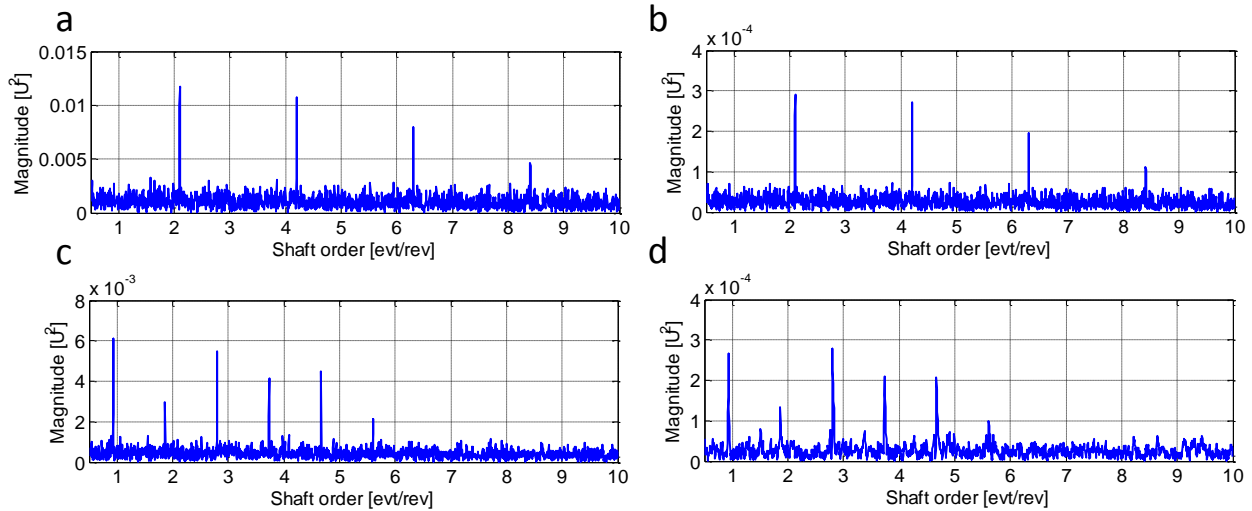 a
0.015
0.01
0.005
0
Magnitude [U²]
1 2 3 4 5 6 7 8 9 10
Shaft order [evt/rev]
b
x 10⁻⁴
4
3
2
1
0
Magnitude [U²]
1 2 3 4 5 6 7 8 9 10
Shaft order [evt/rev]
c
x 10⁻³
8
6
4
2
0
Magnitude [U²]
1 2 3 4 5 6 7 8 9 10
Shaft order [evt/rev]
d
x 10⁻⁴
4
3
2
1
0
Magnitude [U²]
1 2 3 4 5 6 7 8 9 10
Shaft order [evt/rev]